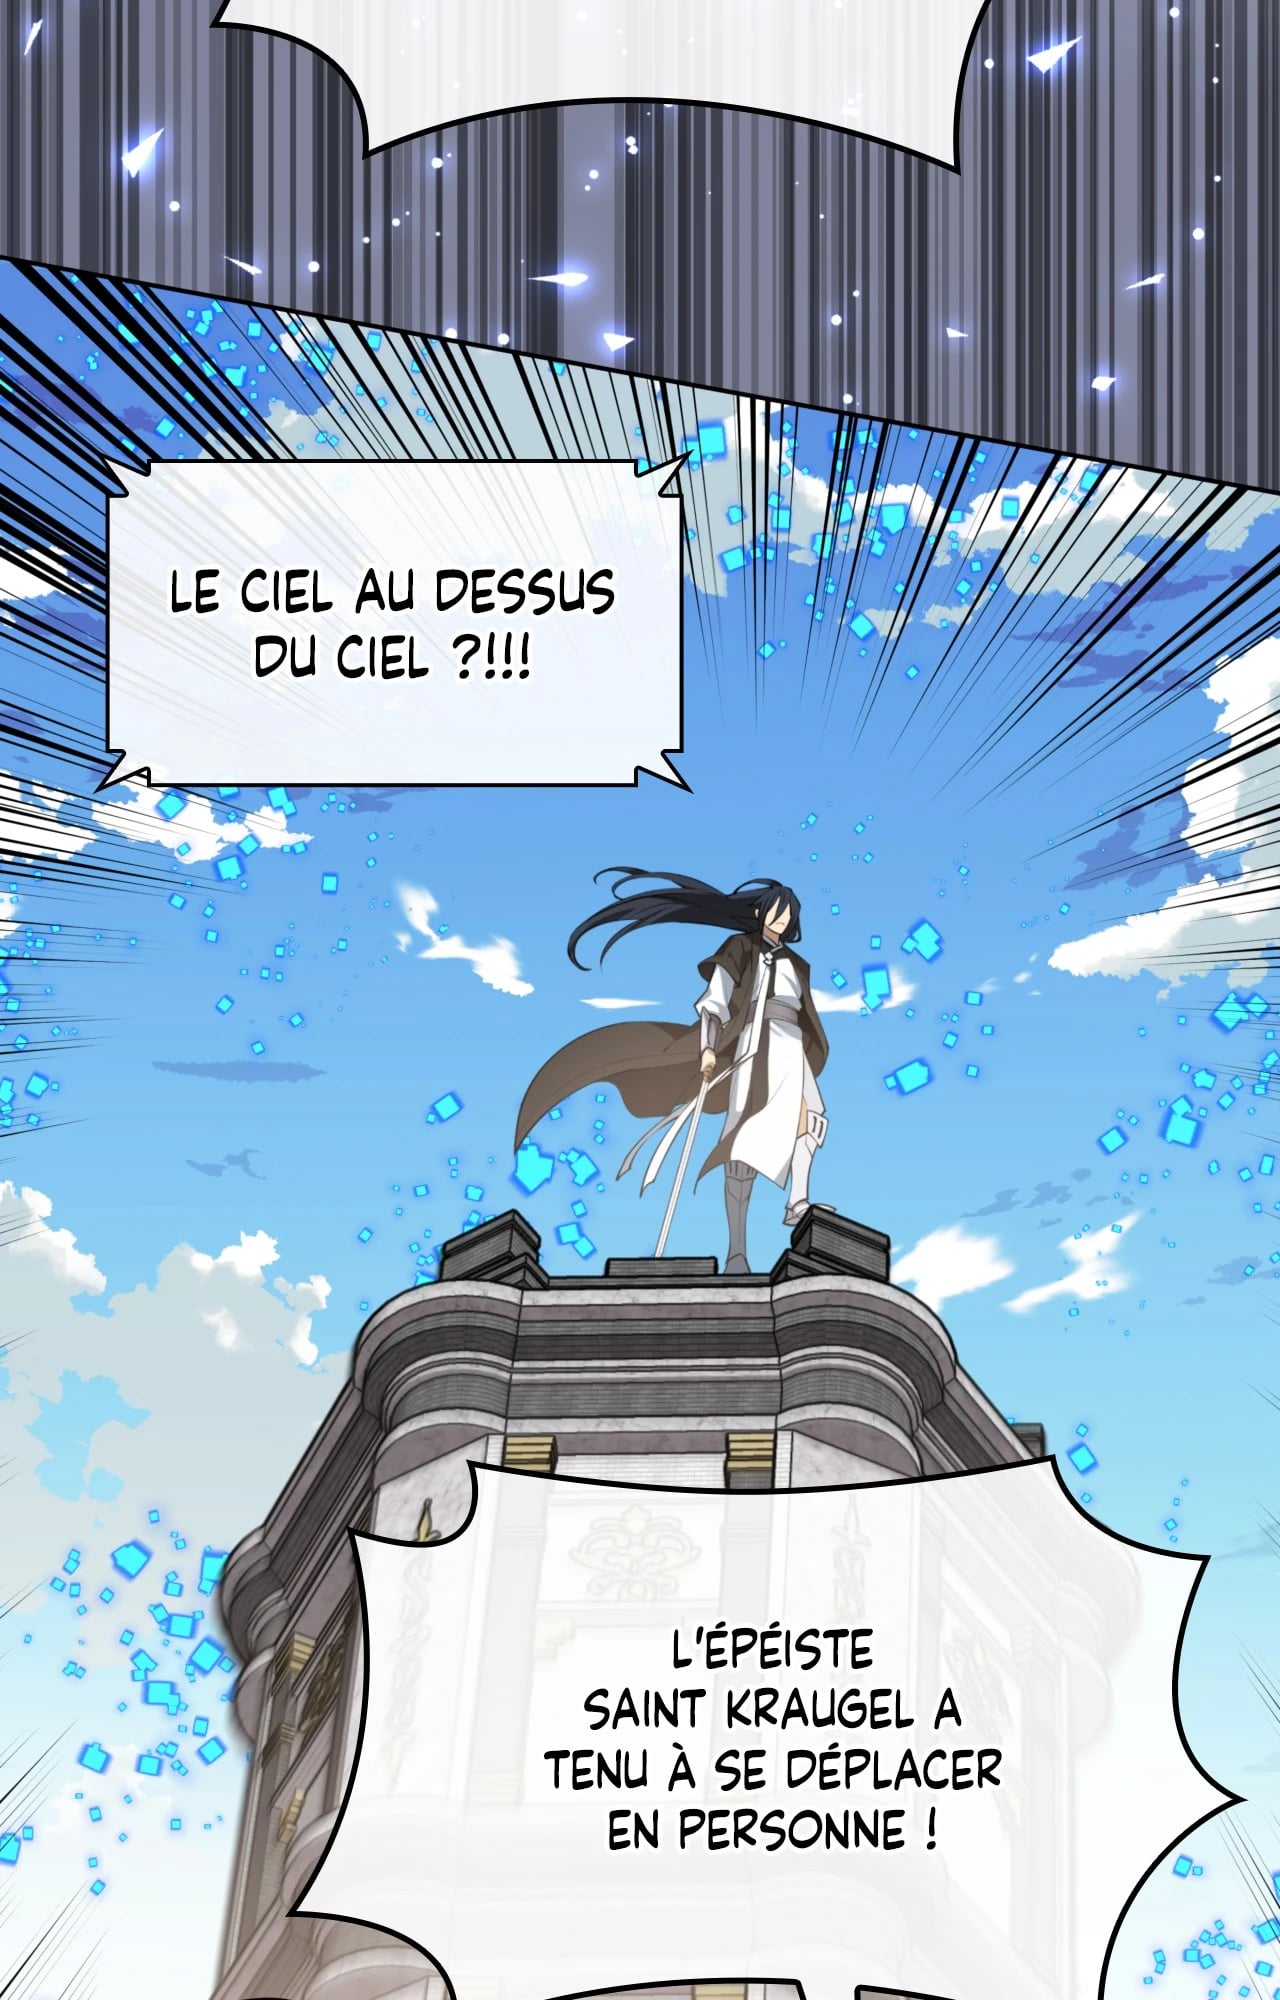 LE CIEL AU DESSUS
DU CIEL ?!!!
L'ÉPÉISTE
SAINT KRAUGEL A
TENU À SE DÉPLACER
EN PERSONNE !